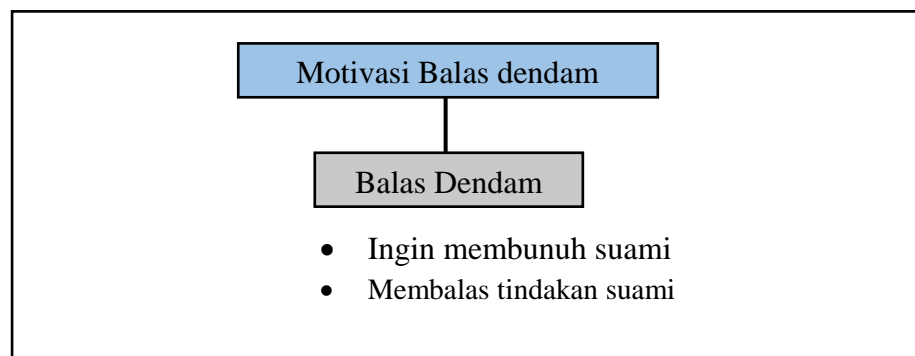 Motivasi Balas dendam
Balas Dendam
• Ingin membunuh suami
• Membalas tindakan suami